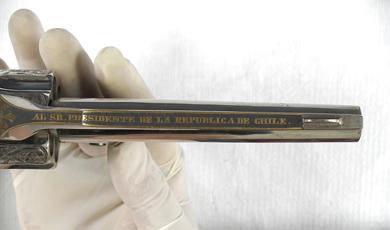 AL SR. PRESIDENTE DE LA REPUBLICA DE CHILE.